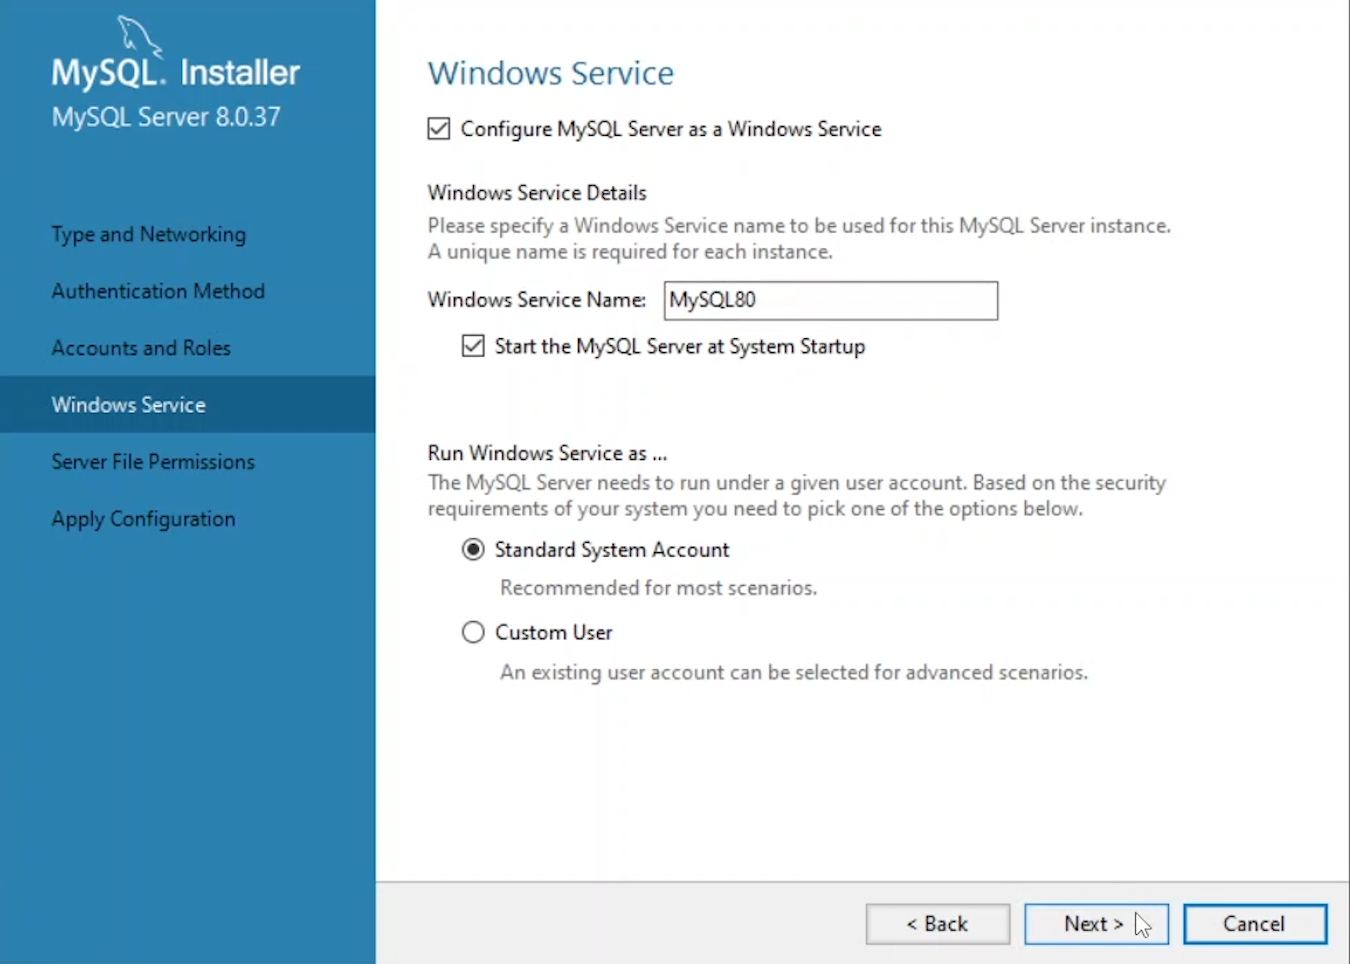 MySQL. Installer
MySQL Server 8.0.37
Type and Networking
Authentication Method
Accounts and Roles
Windows Service
Server File Permissions
Apply Configuration
Windows Service
Configure MySQL Server as a Windows Service
Windows Service Details
Please specify a Windows Service name to be used for this MySQL Server instance.
A unique name is required for each instance.
Windows Service Name: MySQL80
Start the MySQL Server at System Startup
Run Windows Service as ...
The MySQL Server needs to run under a given user account. Based on the security
requirements of your system you need to pick one of the options below.
Standard System Account
Recommended for most scenarios.
Custom User
An existing user account can be selected for advanced scenarios.
< Back Next > Cancel